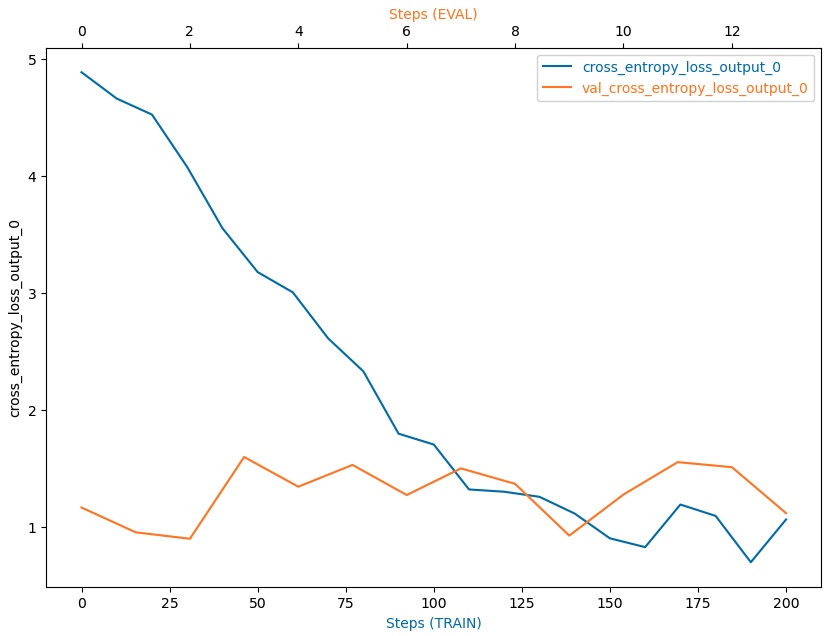 Steps (EVAL)
0 2 4 6 8 10 12
cross_entropy_loss_output_0
val_cross_entropy_loss_output_0
5
4
3
2
1
cross_entropy_loss_output_0
0 25 50 75 100 125 150 175 200
Steps (TRAIN)